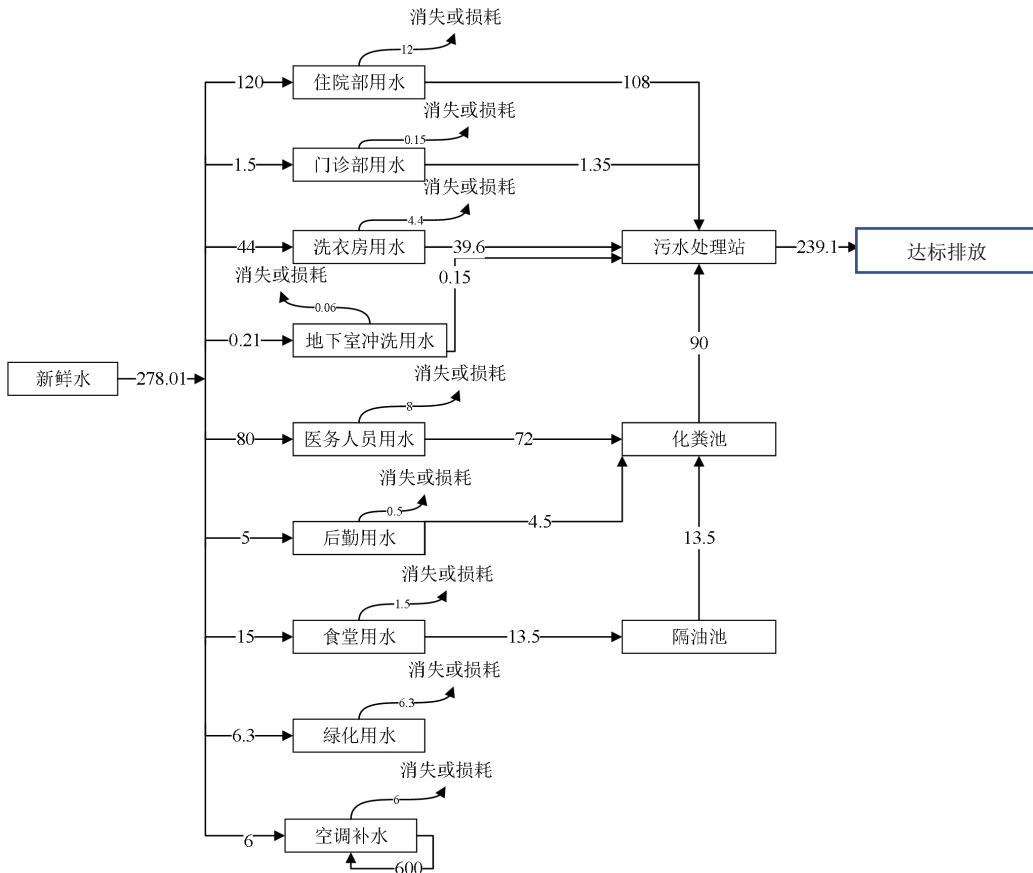 消失或损耗
12
120
住院部用水
108
消失或损耗
0.15
1.5
门诊部用水
1.35
消失或损耗
4.4
44
洗衣房用水
39.6
污水处理站
239.1
达标排放
消失或损耗
0.15
0.06
0.21
地下室冲洗用水
90
新鲜水
278.01
消失或损耗
8
80
医务人员用水
72
化粪池
消失或损耗
0.5
5
后勤用水
4.5
13.5
消失或损耗
1.5
15
食堂用水
13.5
隔油池
消失或损耗
6.3
6.3
绿化用水
消失或损耗
6
6
空调补水
600